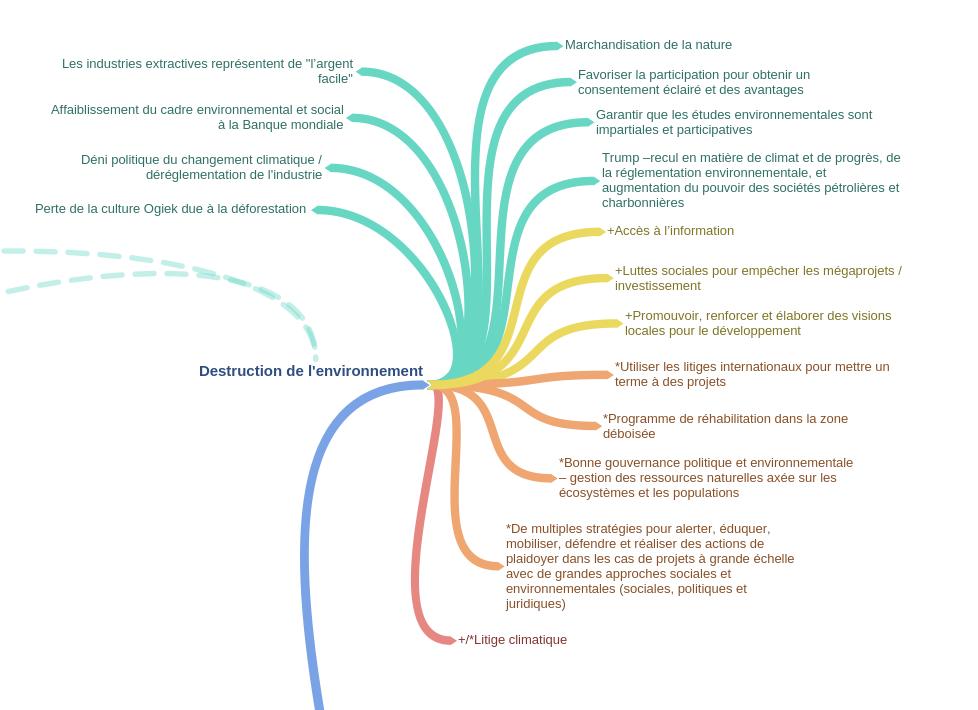 Les industries extractives représentent de "l'argent
facile"
Affaiblissement du cadre environnemental et social
à la Banque mondiale
Déni politique du changement climatique /
déréglementation de l'industrie
Perte de la culture Ogiek due à la déforestation
Destruction de l'environnement
Marchandisation de la nature
Favoriser la participation pour obtenir un
consentement éclairé et des avantages
Garantir que les études environnementales sont
impartiales et participatives
Trump –recul en matière de climat et de progrès, de
la réglementation environnementale, et
augmentation du pouvoir des sociétés pétrolières et
charbonnières
+Accès à l’information
+Luttes sociales pour empêcher les mégaprojets /
investissement
+Promouvoir, renforcer et élaborer des visions
locales pour le développement
*Utiliser les litiges internationaux pour mettre un
terme à des projets
*Programme de réhabilitation dans la zone
déboisée
*Bonne gouvernance politique et environnementale
– gestion des ressources naturelles axée sur les
écosystèmes et les populations
*De multiples stratégies pour alerter, éduquer,
mobiliser, défendre et réaliser des actions de
plaidoyer dans les cas de projets à grande échelle
avec de grandes approches sociales et
environnementales (sociales, politiques et
juridiques)
+/*Litige climatique